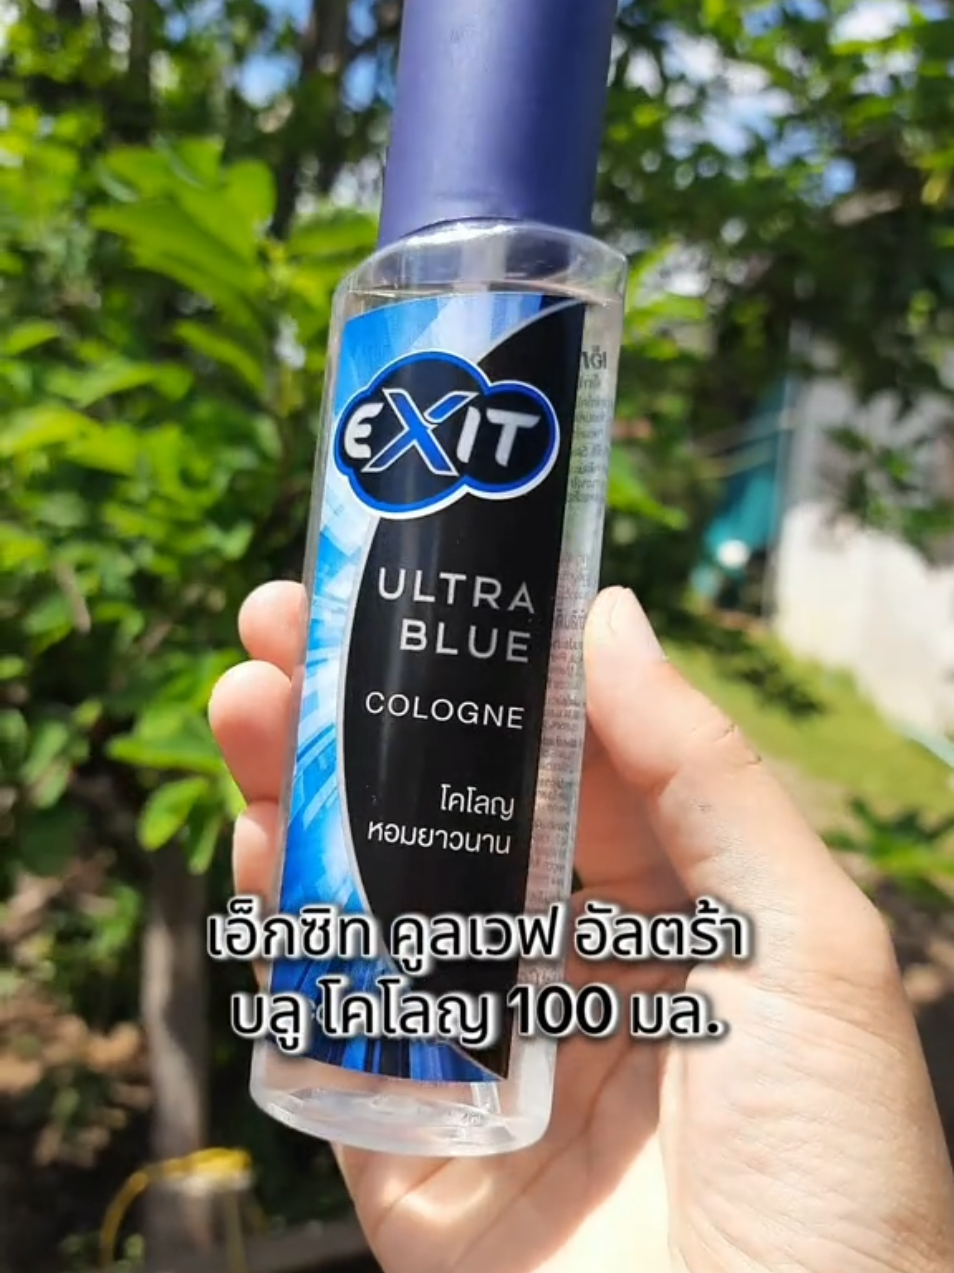 EXIT
ULTRA
BLUE
COLOGNE
โคโลญ
หอมยาวนาน
เอ็กซิท คูลเวฟ อัลตร้า
บลู โคโลญ 100 มล.